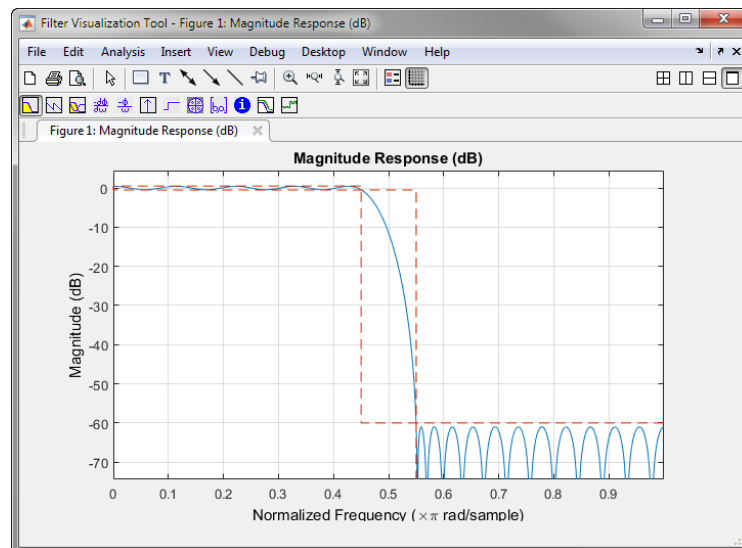 Filter Visualization Tool - Figure 1: Magnitude Response (dB)
File Edit Analysis Insert View Debug Desktop Window Help
Figure 1: Magnitude Response (dB)
Magnitude Response (dB)
Magnitude (dB)
0
-10
-20
-30
-40
-50
-60
-70
0 0.1 0.2 0.3 0.4 0.5 0.6 0.7 0.8 0.9
Normalized Frequency (×π rad/sample)